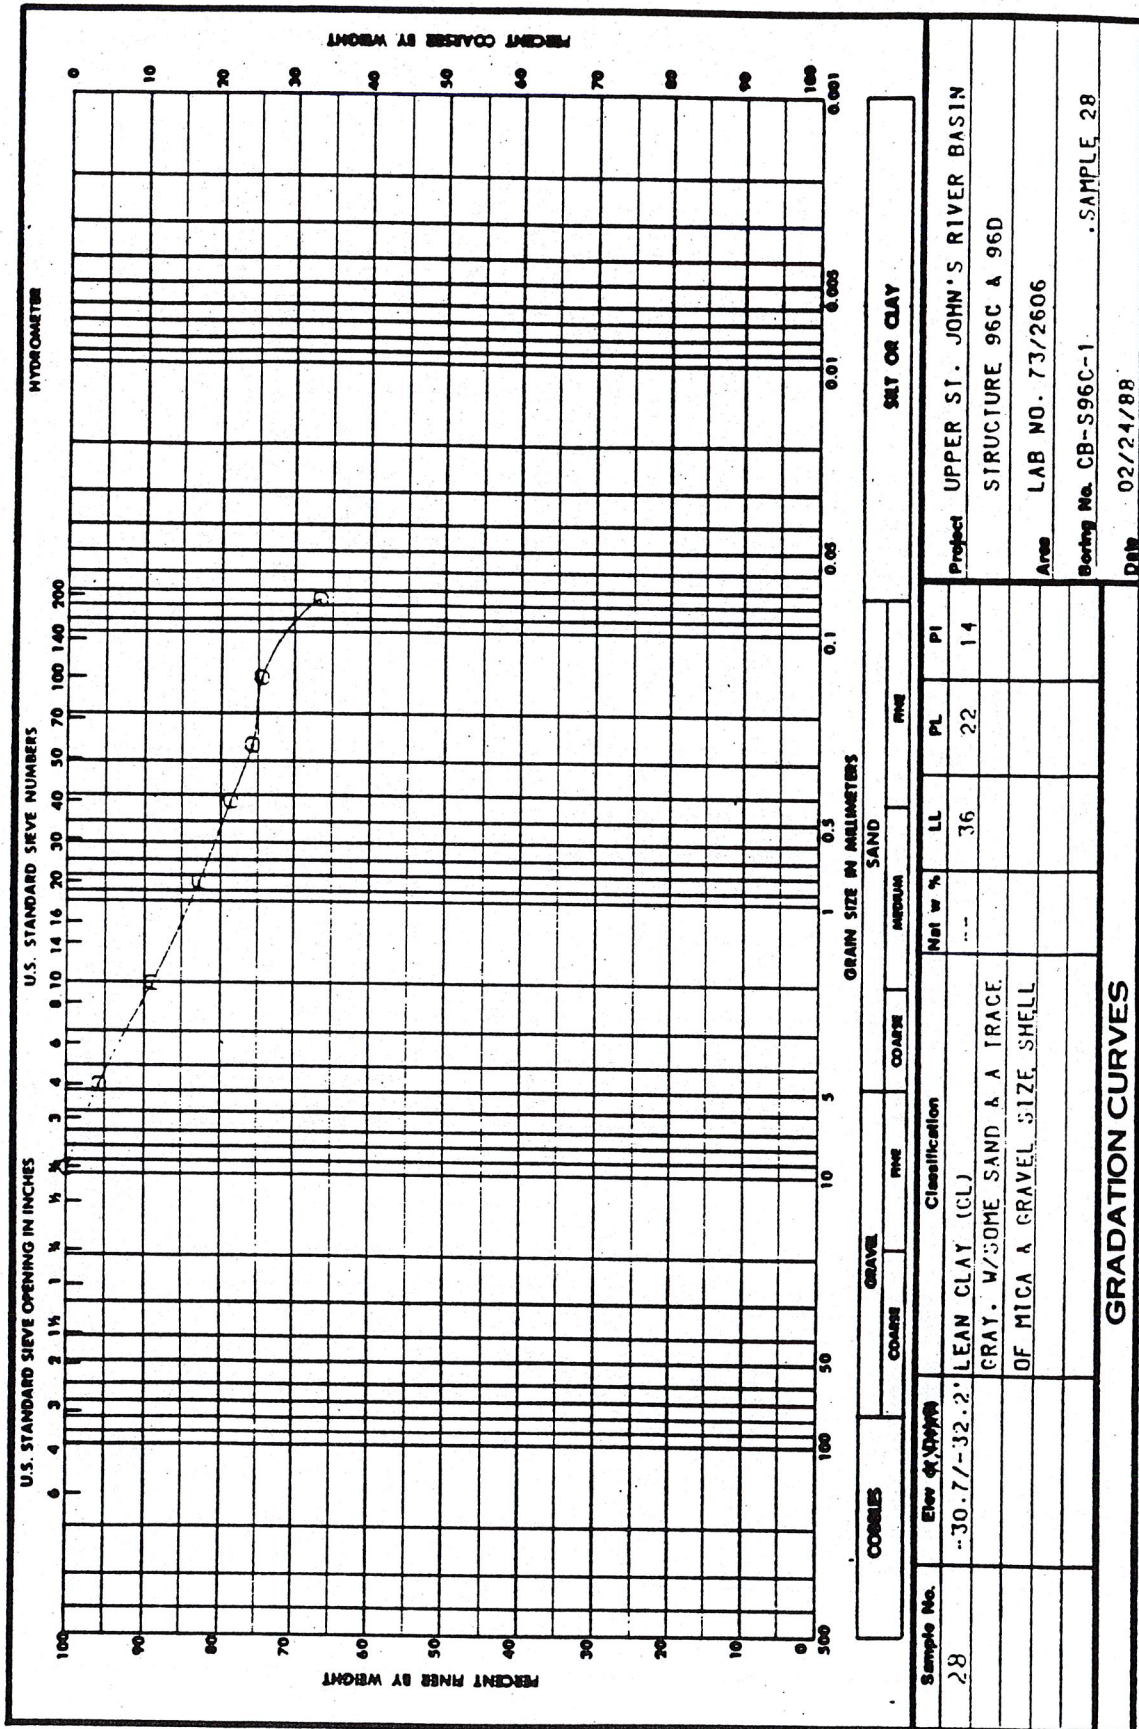 U.S. STANDARD SIEVE OPENING IN INCHES U.S. STANDARD SIEVE NUMBERS HYDROMETER
6 4 3 2 1½ 1 ¾ ½ ⅜ 3 4 6 8 10 14 16 20 30 40 50 70 100 140 200
PERCENT FINER BY WEIGHT
100
90
80
70
60
50
40
30
20
10
0
PERCENT COARSER BY WEIGHT
0
10
20
30
40
50
60
70
80
90
100
500 100 50 10 5 1 0.5 0.1 0.05 0.01 0.005 0.001
GRAIN SIZE IN MILLIMETERS
COBBLES GRAVEL SAND SILT OR CLAY
COARSE FINE COARSE MEDIUM FINE
Sample No. Elev or Depth Classification Nat w % LL PL PI
28 -30.7/-32.2' LEAN CLAY (CL) --- 36 22 14
GRAY. W/SOME SAND & A TRACE
OF MICA & GRAVEL SIZE SHELL
Project UPPER ST. JOHN'S RIVER BASIN
STRUCTURE 96C & 96D
Area LAB NO. 73/2606
Boring No. CB-S96C-1 .SAMPLE 28
Date 02/24/88
GRADATION CURVES